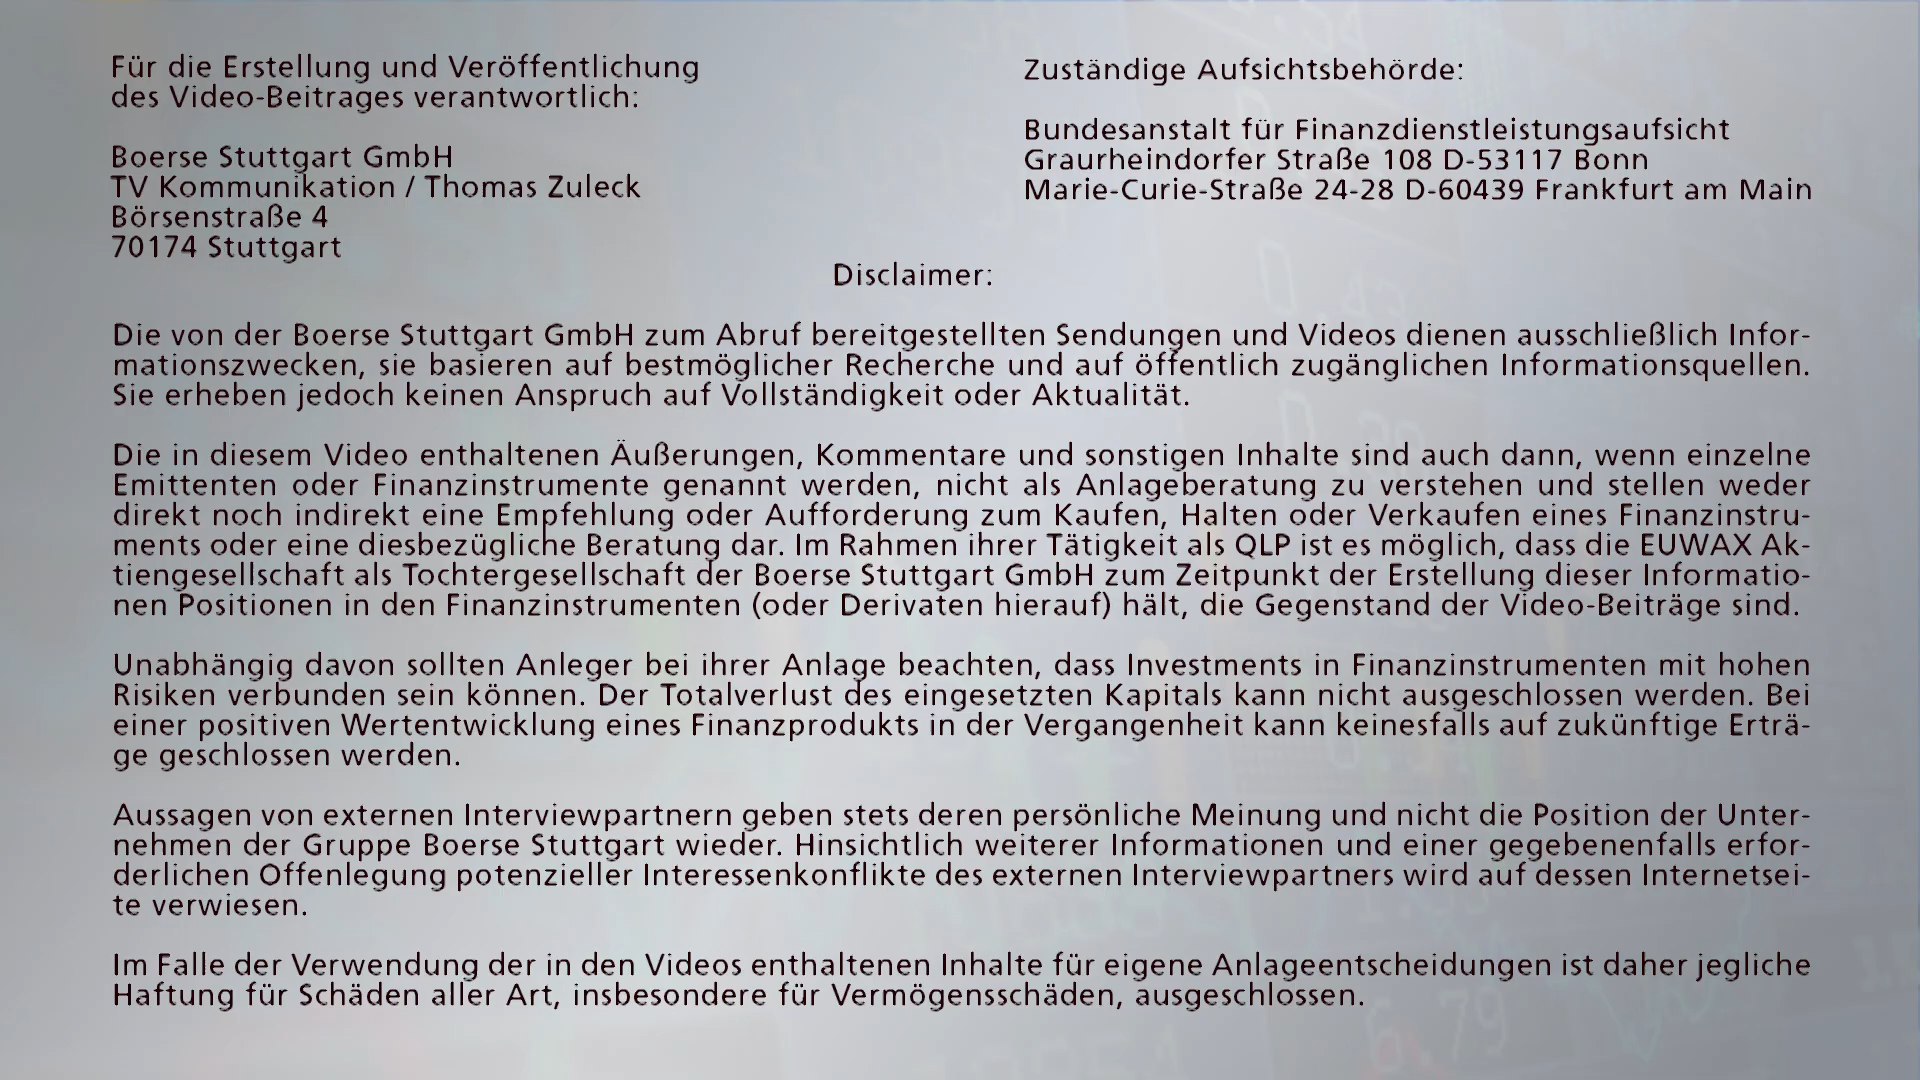 Für die Erstellung und Veröffentlichung
des Video-Beitrages verantwortlich:
Boerse Stuttgart GmbH
TV Kommunikation / Thomas Zuleck
Börsenstraße 4
70174 Stuttgart
Zuständige Aufsichtsbehörde:
Bundesanstalt für Finanzdienstleistungsaufsicht
Graurheindorfer Straße 108 D-53117 Bonn
Marie-Curie-Straße 24-28 D-60439 Frankfurt am Main
Disclaimer:
Die von der Boerse Stuttgart GmbH zum Abruf bereitgestellten Sendungen und Videos dienen ausschließlich Infor-
mationszwecken, sie basieren auf bestmöglicher Recherche und auf öffentlich zugänglichen Informationsquellen.
Sie erheben jedoch keinen Anspruch auf Vollständigkeit oder Aktualität.
Die in diesem Video enthaltenen Äußerungen, Kommentare und sonstigen Inhalte sind auch dann, wenn einzelne
Emittenten oder Finanzinstrumente genannt werden, nicht als Anlageberatung zu verstehen und stellen weder
direkt noch indirekt eine Empfehlung oder Aufforderung zum Kaufen, Halten oder Verkaufen eines Finanzinstru-
ments oder eine diesbezügliche Beratung dar. Im Rahmen ihrer Tätigkeit als QLP ist es möglich, dass die EUWAX Ak-
tiengesellschaft als Tochtergesellschaft der Boerse Stuttgart GmbH zum Zeitpunkt der Erstellung dieser Informatio-
nen Positionen in den Finanzinstrumenten (oder Derivaten hierauf) hält, die Gegenstand der Video-Beiträge sind.
Unabhängig davon sollten Anleger bei ihrer Anlage beachten, dass Investments in Finanzinstrumenten mit hohen
Risiken verbunden sein können. Der Totalverlust des eingesetzten Kapitals kann nicht ausgeschlossen werden. Bei
einer positiven Wertentwicklung eines Finanzprodukts in der Vergangenheit kann keinesfalls auf zukünftige Erträ-
ge geschlossen werden.
Aussagen von externen Interviewpartnern geben stets deren persönliche Meinung und nicht die Position der Unter-
nehmen der Gruppe Boerse Stuttgart wieder. Hinsichtlich weiterer Informationen und einer gegebenenfalls erfor-
derlichen Offenlegung potenzieller Interessenkonflikte des externen Interviewpartners wird auf dessen Internetsei-
te verwiesen.
Im Falle der Verwendung der in den Videos enthaltenen Inhalte für eigene Anlageentscheidungen ist daher jegliche
Haftung für Schäden aller Art, insbesondere für Vermögensschäden, ausgeschlossen.
6.79